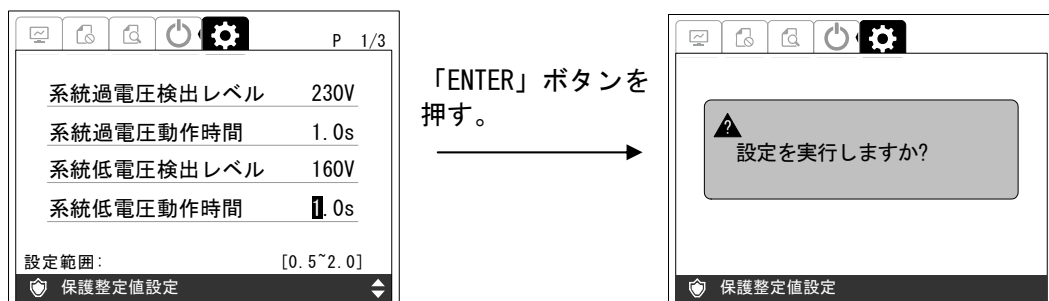 P 1/3
系統過電圧検出レベル 230V
系統過電圧動作時間 1.0s
系統低電圧検出レベル 160V
系統低電圧動作時間 1.0s
設定範囲: [0.5~2.0]
保護整定値設定
「ENTER」ボタンを
押す。
?
設定を実行しますか?
保護整定値設定